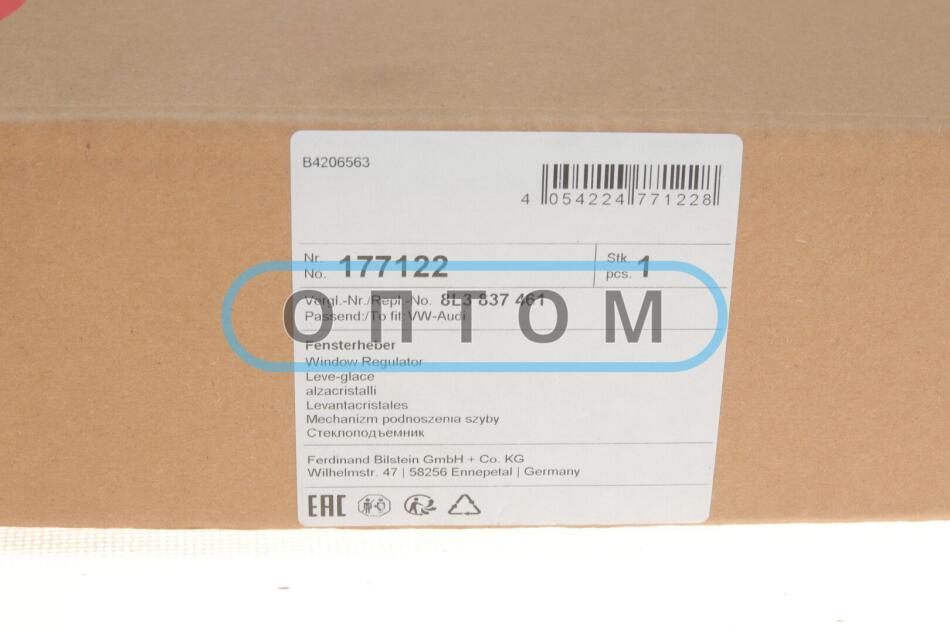 B4206563
4 054224 771228
Nr.
No. 177122
Stk.
pcs. 1
Vergl.-Nr./Repl.-No. 8L3 837 461
Passend:/To fit: VW-Audi
ОПТОМ
Fensterheber
Window Regulator
Leve-glace
alzacristalli
Levantacristales
Mechanizm podnoszenia szyby
Стеклоподъемник
Ferdinand Bilstein GmbH + Co. KG
Wilhelmstr. 47 | 58256 Ennepetal | Germany
EAC